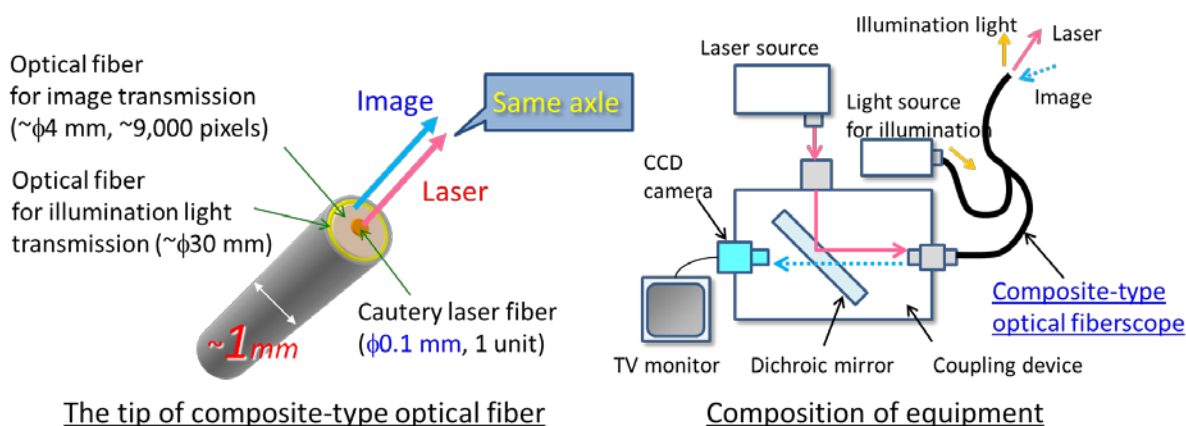 Optical fiber
for image transmission
(~ϕ4 mm, ~9,000 pixels)
Optical fiber
for illumination light
transmission (~ϕ30 mm)
Image
Same axle
Laser
Cautery laser fiber
(ϕ0.1 mm, 1 unit)
~1mm
The tip of composite-type optical fiber
Illumination light
Laser
Laser source
Image
Light source
for illumination
CCD
camera
Composite-type
optical fiberscope
TV monitor
Dichroic mirror
Coupling device
Composition of equipment